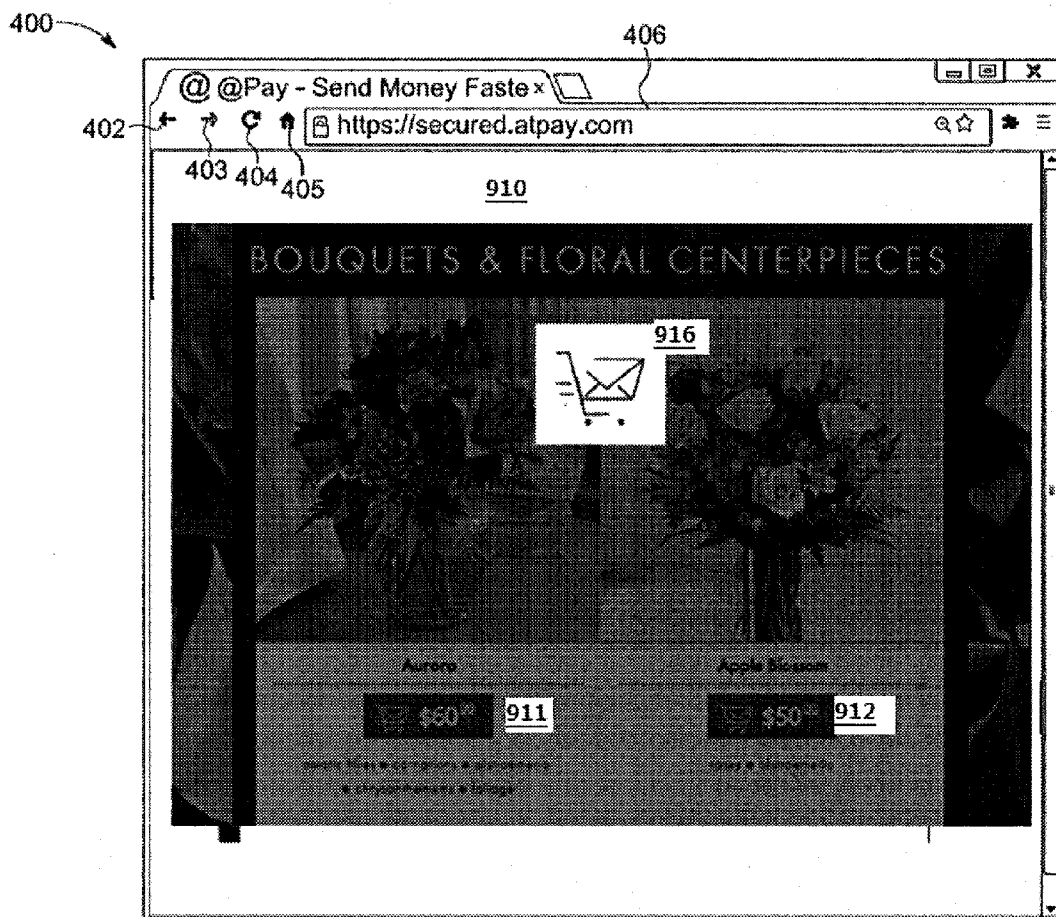 400
406
@ @Pay - Send Money Faste ×
402
https://secured.atpay.com
403
404
405
910
BOUQUETS & FLORAL CENTERPIECES
916
Aurora
Apple Blossom
$60
911
$50
912